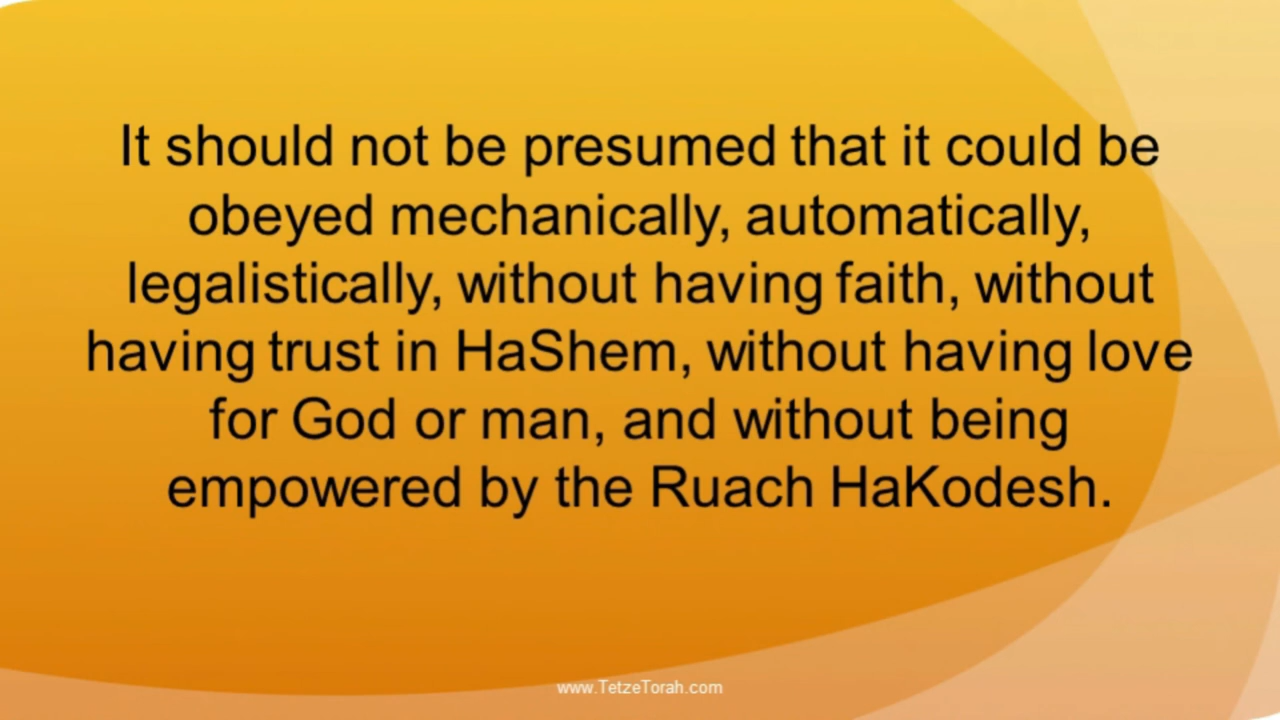 It should not be presumed that it could be
obeyed mechanically, automatically,
legalistically, without having faith, without
having trust in HaShem, without having love
for God or man, and without being
empowered by the Ruach HaKodesh.
www.TetzeTorah.com